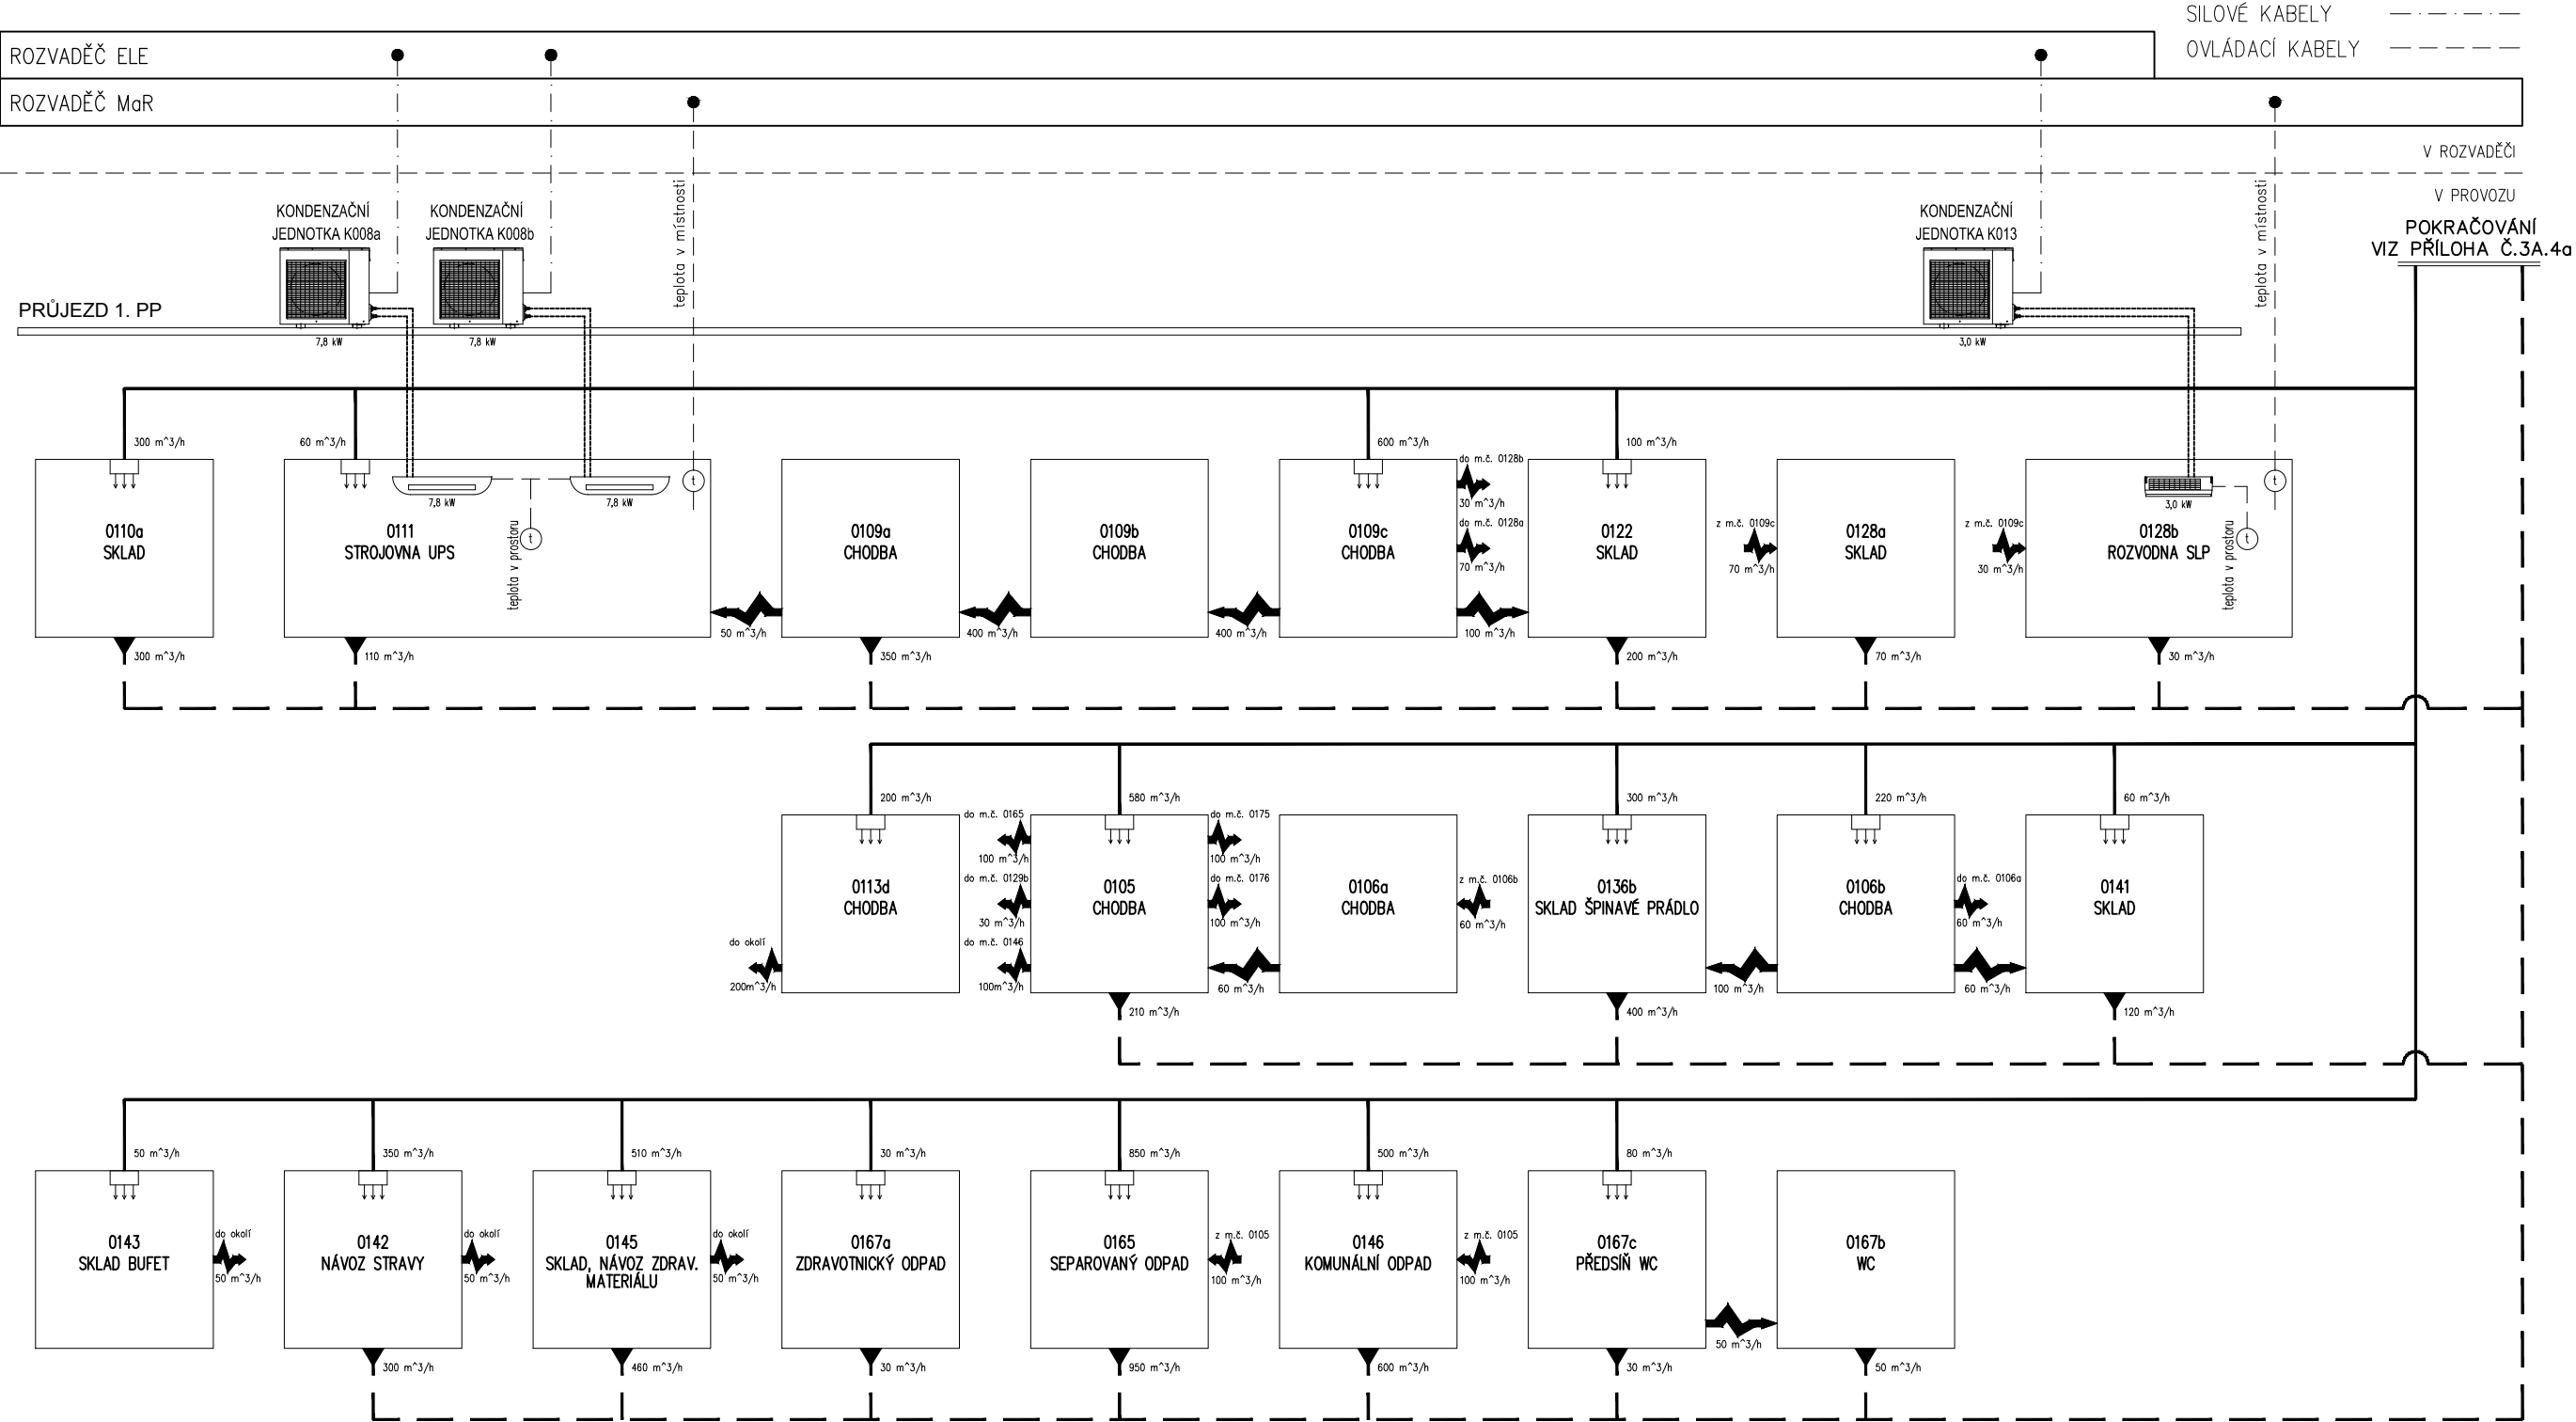 SILOVÉ KABELY
OVLÁDACÍ KABELY
ROZVADĚČ ELE
ROZVADĚČ MaR
V ROZVADĚČI
V PROVOZU
POKRAČOVÁNÍ
VIZ PŘÍLOHA Č.3A.4a
KONDENZAČNÍ
JEDNOTKA K008a
KONDENZAČNÍ
JEDNOTKA K008b
teplota v místnosti
KONDENZAČNÍ
JEDNOTKA K013
teplota v místnosti
PRŮJEZD 1. PP
7,8 kW
7,8 kW
3,0 kW
300 m^3/h
60 m^3/h
600 m^3/h
100 m^3/h
0110a
SKLAD
300 m^3/h
7,8 kW
7,8 kW
t
0111
STROJOVNA UPS
teplota v prostoru
t
110 m^3/h
50 m^3/h
0109a
CHODBA
350 m^3/h
400 m^3/h
0109b
CHODBA
400 m^3/h
0109c
CHODBA
do m.č. 0128b
30 m^3/h
do m.č. 0128a
70 m^3/h
100 m^3/h
0122
SKLAD
200 m^3/h
z m.č. 0109c
70 m^3/h
0128a
SKLAD
70 m^3/h
z m.č. 0109c
30 m^3/h
3,0 kW
0128b
ROZVODNA SLP
teplota v prostoru
t
t
30 m^3/h
200 m^3/h
580 m^3/h
300 m^3/h
220 m^3/h
60 m^3/h
0113d
CHODBA
do okolí
200m^3/h
do m.č. 0165
100 m^3/h
do m.č. 0129b
30 m^3/h
do m.č. 0146
100m^3/h
0105
CHODBA
do m.č. 0175
100 m^3/h
do m.č. 0176
100 m^3/h
60 m^3/h
210 m^3/h
0106a
CHODBA
z m.č. 0106b
60 m^3/h
0136b
SKLAD ŠPINAVÉ PRÁDLO
400 m^3/h
100 m^3/h
0106b
CHODBA
do m.č. 0106a
60 m^3/h
60 m^3/h
0141
SKLAD
120 m^3/h
50 m^3/h
350 m^3/h
510 m^3/h
30 m^3/h
850 m^3/h
500 m^3/h
80 m^3/h
0143
SKLAD BUFET
do okolí
50 m^3/h
0142
NÁVOZ STRAVY
do okolí
50 m^3/h
300 m^3/h
0145
SKLAD, NÁVOZ ZDRAV.
MATERIÁLU
do okolí
50 m^3/h
460 m^3/h
0167a
ZDRAVOTNICKÝ ODPAD
30 m^3/h
0165
SEPAROVANÝ ODPAD
z m.č. 0105
100 m^3/h
950 m^3/h
0146
KOMUNÁLNÍ ODPAD
z m.č. 0105
100 m^3/h
600 m^3/h
0167c
PŘEDSÍŇ WC
50 m^3/h
30 m^3/h
0167b
WC
50 m^3/h